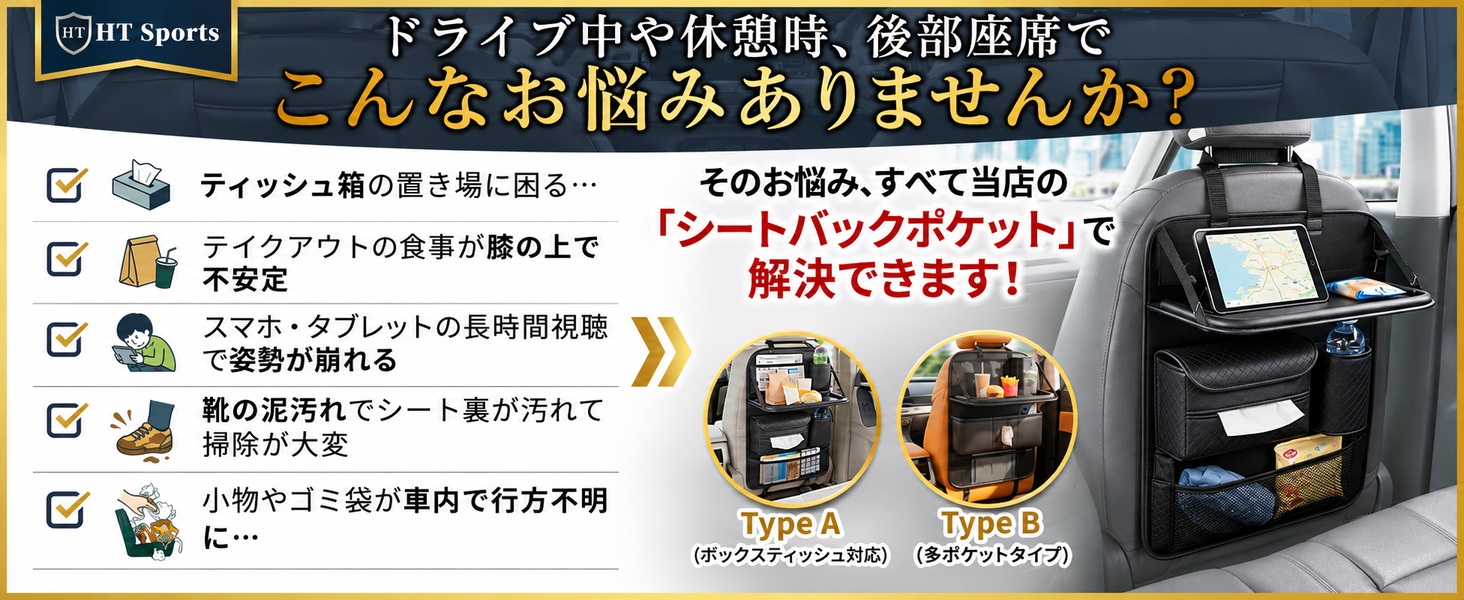 HT HT Sports
ドライブ中や休憩時、後部座席で
こんなお悩みありませんか?
ティッシュ箱の置き場に困る…
テイクアウトの食事が膝の上で
不安定
スマホ・タブレットの長時間視聴
で姿勢が崩れる
靴の泥汚れでシート裏が汚れて
掃除が大変
小物やゴミ袋が車内で行方不明
に…
そのお悩み、すべて当店の
「シートバックポケット」で
解決できます!
Type A
(ボックスティッシュ対応)
Type B
(多ポケットタイプ)